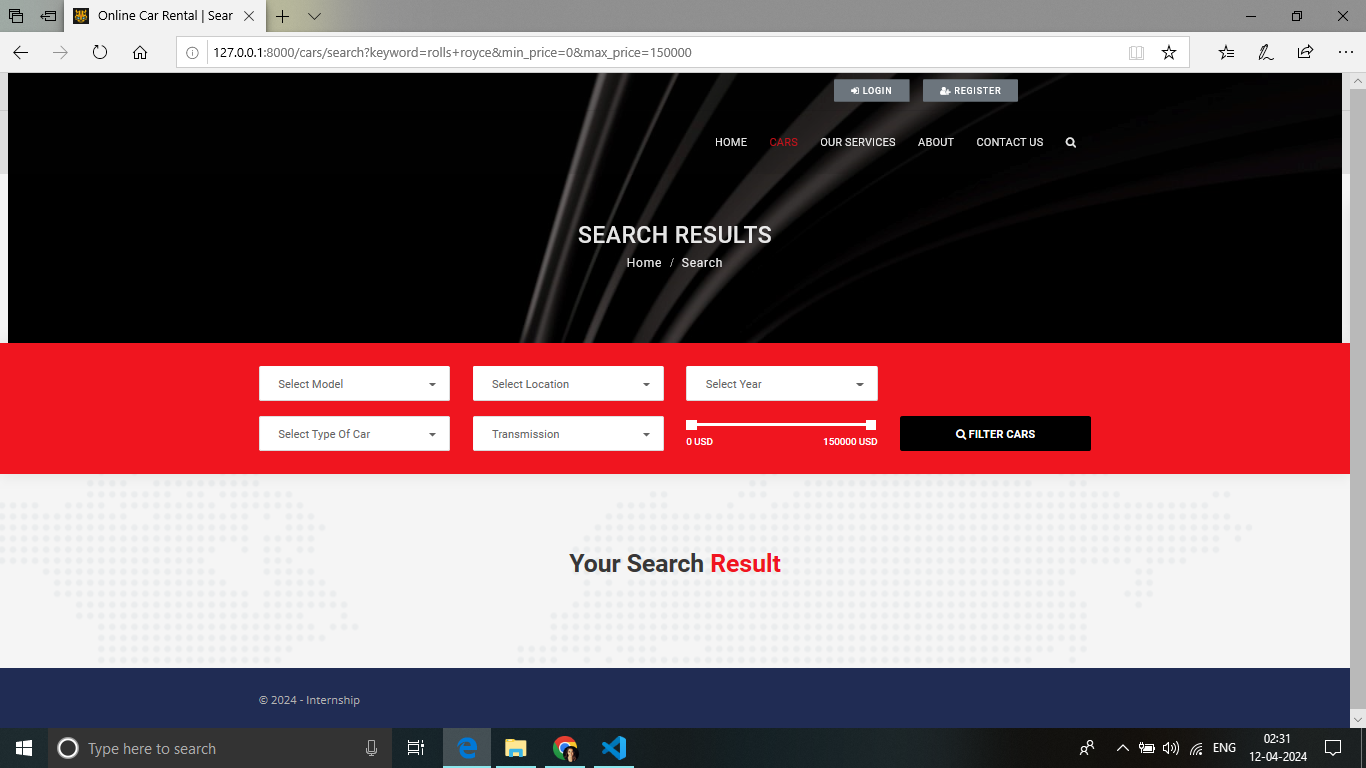 Online Car Rental | Sear
127.0.0.1:8000/cars/search?keyword=rolls+royce&min_price=0&max_price=150000
LOGIN REGISTER
HOME CARS OUR SERVICES ABOUT CONTACT US
SEARCH RESULTS
Home / Search
Select Model Select Location Select Year
Select Type Of Car Transmission FILTER CARS
0 USD 150000 USD
Your Search Result
© 2024 - Internship
Type here to search ENG 02:31
12-04-2024